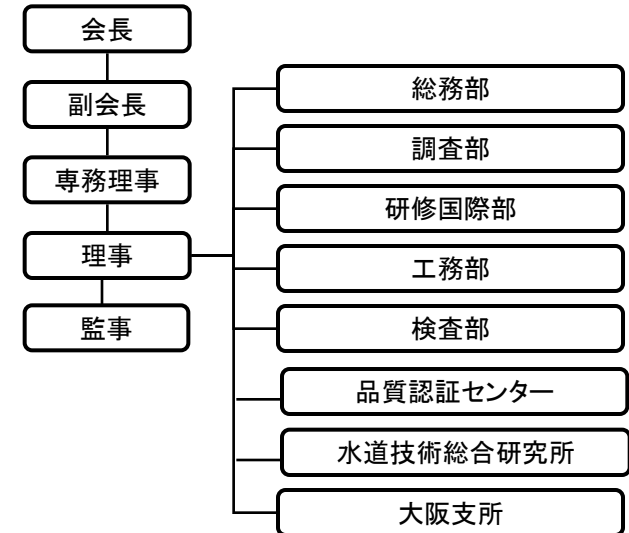 会長
副会長
専務理事
理事
監事
総務部
調査部
研修国際部
工務部
検査部
品質認証センター
水道技術総合研究所
大阪支所